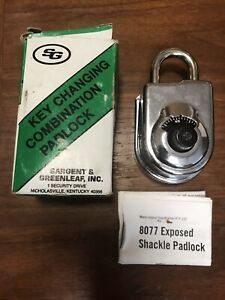 SG
KEY CHANGING
COMBINATION
PADLOCK
SARGENT &
GREENLEAF, INC.
1 SECURITY DRIVE
NICHOLASVILLE, KENTUCKY 40356
8077 Exposed
Shackle Padlock